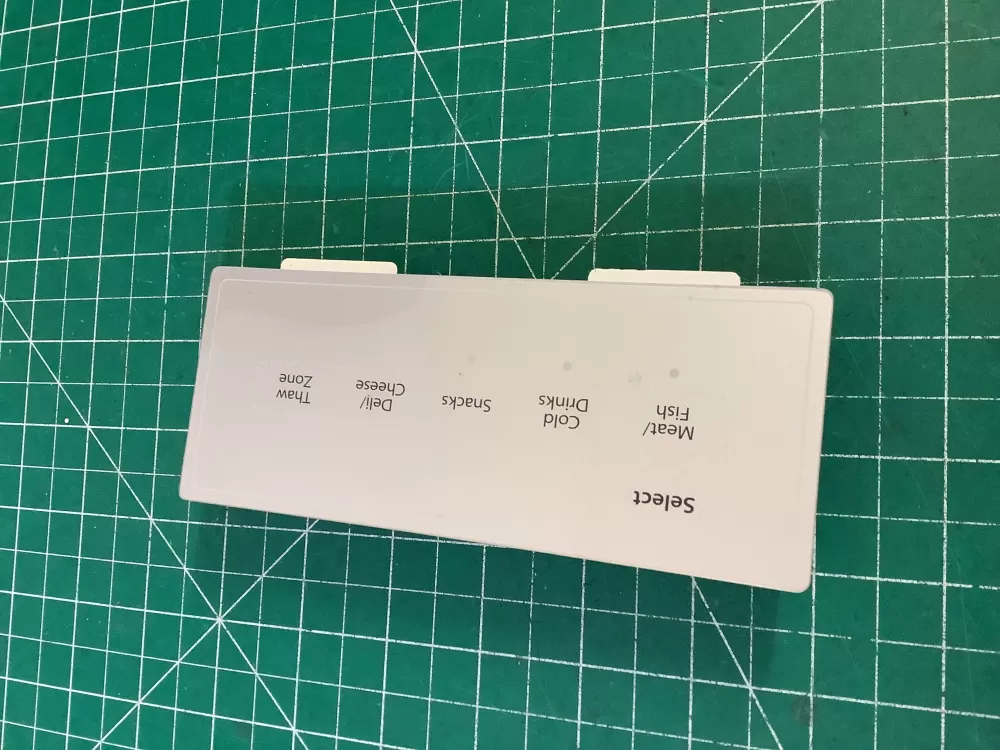 Select
Meat/
Fish
Cold
Drinks
Snacks
Deli/
Cheese
Thaw
Zone